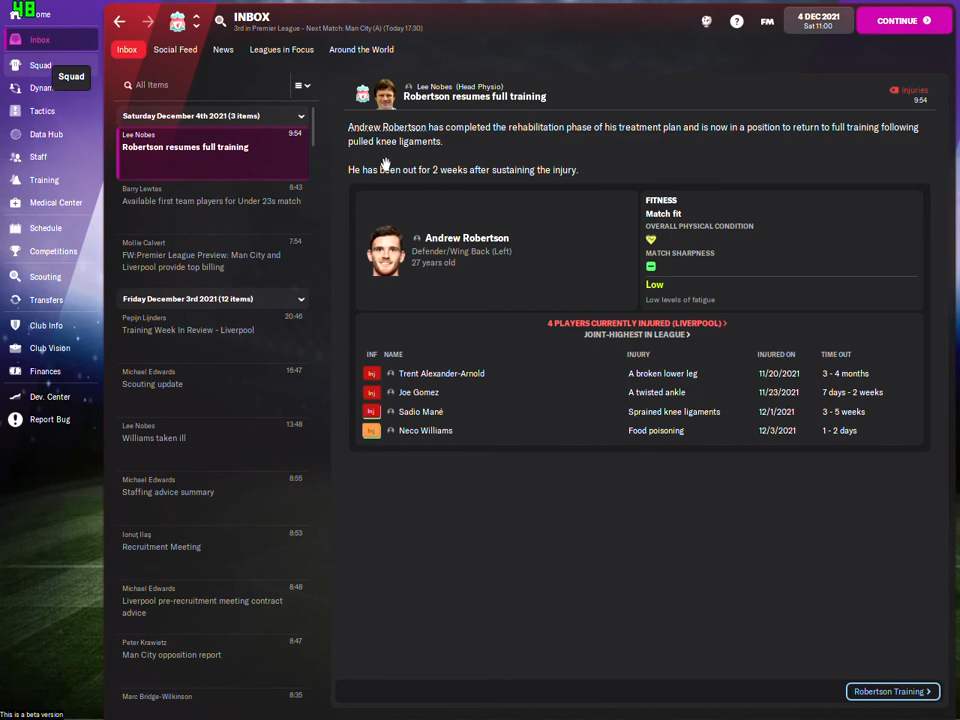 48
ome
INBOX
3rd in Premier League - Next Match: Man City (A) (Today 17:30)
FM
4 DEC 2021
Sat 11:00
CONTINUE
Inbox
Squad
Squad
Dynam
Tactics
Data Hub
Staff
Training
Medical Center
Schedule
Competitions
Scouting
Transfers
Club Info
Club Vision
Finances
Dev. Center
Report Bug
This is a beta version
Inbox
Social Feed
News
Leagues in Focus
Around the World
All Items
Saturday December 4th 2021 (3 items)
Lee Nobes 9:54
Robertson resumes full training
Barry Lewtas 8:43
Available first team players for Under 23s match
Mollie Calvert 7:54
FW:Premier League Preview: Man City and
Liverpool provide top billing
Friday December 3rd 2021 (12 items)
Pepijn Lijnders 20:46
Training Week In Review - Liverpool
Michael Edwards 16:47
Scouting update
Lee Nobes 13:48
Williams taken ill
Michael Edwards 8:55
Staffing advice summary
Ionuț Ilaș 8:53
Recruitment Meeting
Michael Edwards 8:48
Liverpool pre-recruitment meeting contract
advice
Peter Krawietz 8:47
Man City opposition report
Marc Bridge-Wilkinson 8:35
Lee Nobes (Head Physio)
Robertson resumes full training
Injuries
9:54
Andrew Robertson has completed the rehabilitation phase of his treatment plan and is now in a position to return to full training following
pulled knee ligaments.
He has been out for 2 weeks after sustaining the injury.
Andrew Robertson
Defender/Wing Back (Left)
27 years old
FITNESS
Match fit
OVERALL PHYSICAL CONDITION
MATCH SHARPNESS
Low
Low levels of fatigue
4 PLAYERS CURRENTLY INJURED (LIVERPOOL) >
JOINT-HIGHEST IN LEAGUE >
INF NAME INJURY INJURED ON TIME OUT
Inj Trent Alexander-Arnold A broken lower leg 11/20/2021 3 - 4 months
Inj Joe Gomez A twisted ankle 11/23/2021 7 days - 2 weeks
Inj Sadio Mané Sprained knee ligaments 12/1/2021 3 - 5 weeks
Inj Neco Williams Food poisoning 12/3/2021 1 - 2 days
Robertson Training >